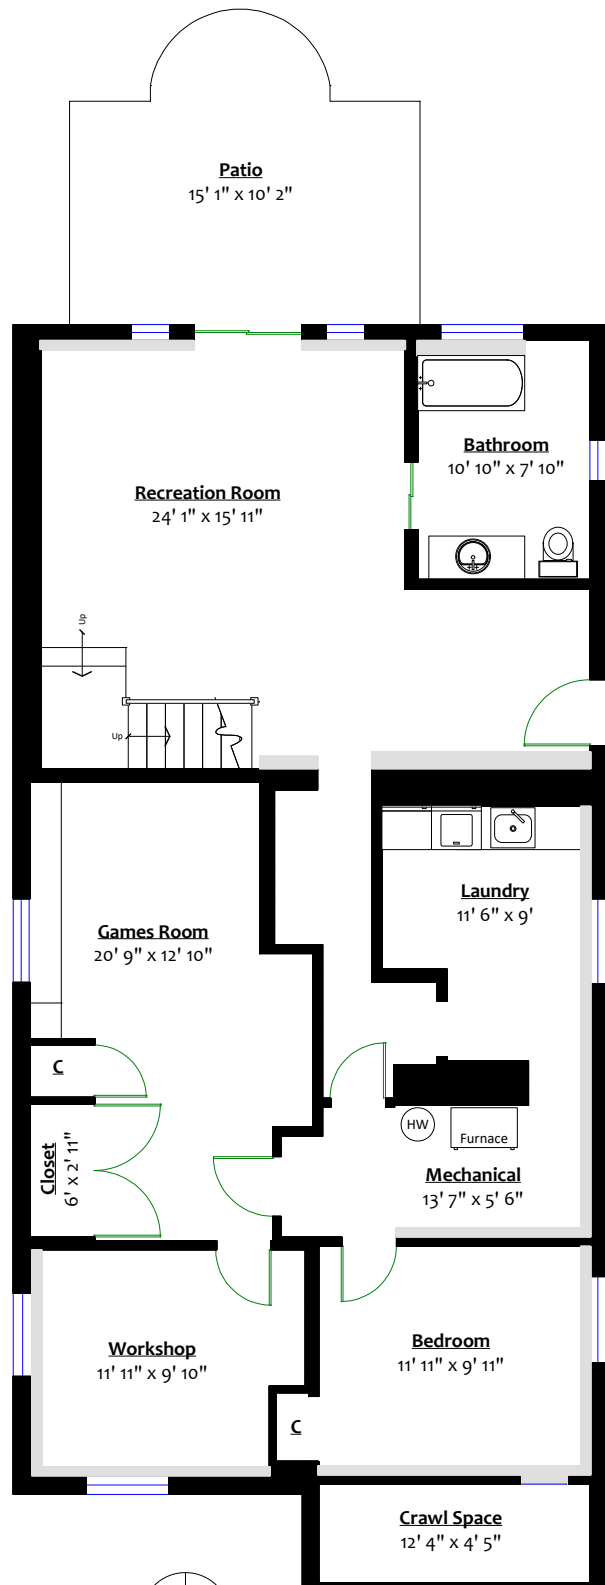 Patio
15' 1" x 10' 2"
Bathroom
10' 10" x 7' 10"
Recreation Room
24' 1" x 15' 11"
Up
Up
Laundry
11' 6" x 9'
Games Room
20' 9" x 12' 10"
C
HW
Furnace
Closet
6' x 2' 11"
Mechanical
13' 7" x 5' 6"
Workshop
11' 11" x 9' 10"
Bedroom
11' 11" x 9' 11"
C
Crawl Space
12' 4" x 4' 5"